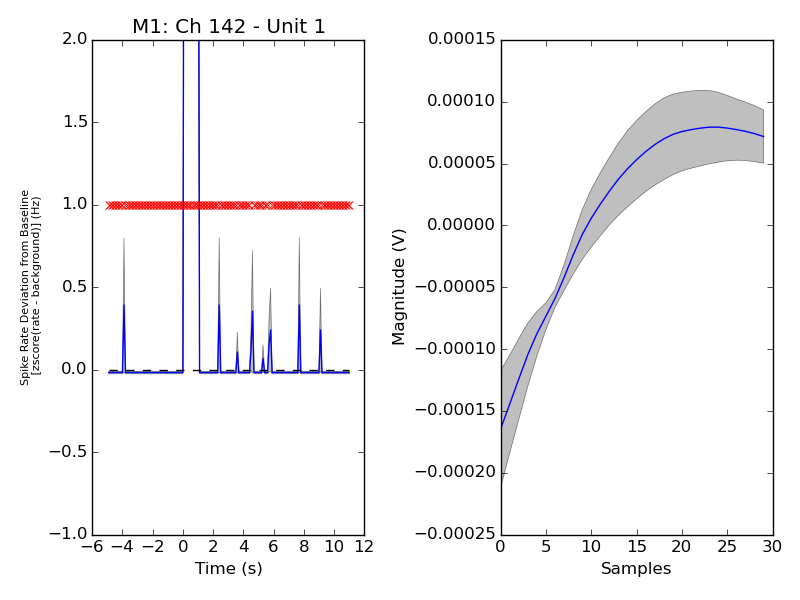 M1: Ch 142 - Unit 1
2.0
1.5
1.0
0.5
0.0
−0.5
−1.0
−6 −4 −2 0 2 4 6 8 10 12
Time (s)
Spike Rate Deviation from Baseline
[zscore(rate - background)] (Hz)
0.00015
0.00010
0.00005
0.00000
−0.00005
−0.00010
−0.00015
−0.00020
−0.00025
0 5 10 15 20 25 30
Samples
Magnitude (V)